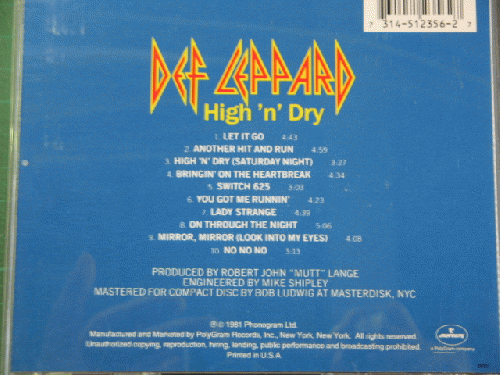 7 314-512356-2 7
DEF LEPPARD
High 'n' Dry
1. LET IT GO 4:43
2. ANOTHER HIT AND RUN 4:59
3. HIGH 'N' DRY (SATURDAY NIGHT) 3:27
4. BRINGIN' ON THE HEARTBREAK 4:34
5. SWITCH 625 3:03
6. YOU GOT ME RUNNIN' 4:23
7. LADY STRANGE 4:39
8. ON THROUGH THE NIGHT 5:06
9. MIRROR, MIRROR (LOOK INTO MY EYES) 4:08
10. NO NO NO 3:13
PRODUCED BY ROBERT JOHN "MUTT" LANGE
ENGINEERED BY MIKE SHIPLEY
MASTERED FOR COMPACT DISC BY BOB LUDWIG AT MASTERDISK, NYC
℗ © 1981 Phonogram Ltd.
Manufactured and Marketed by PolyGram Records, Inc., New York, New York. All rights reserved.
Unauthorized copying, reproduction, hiring, lending, public performance and broadcasting prohibited.
Printed in U.S.A.
a PolyGram company